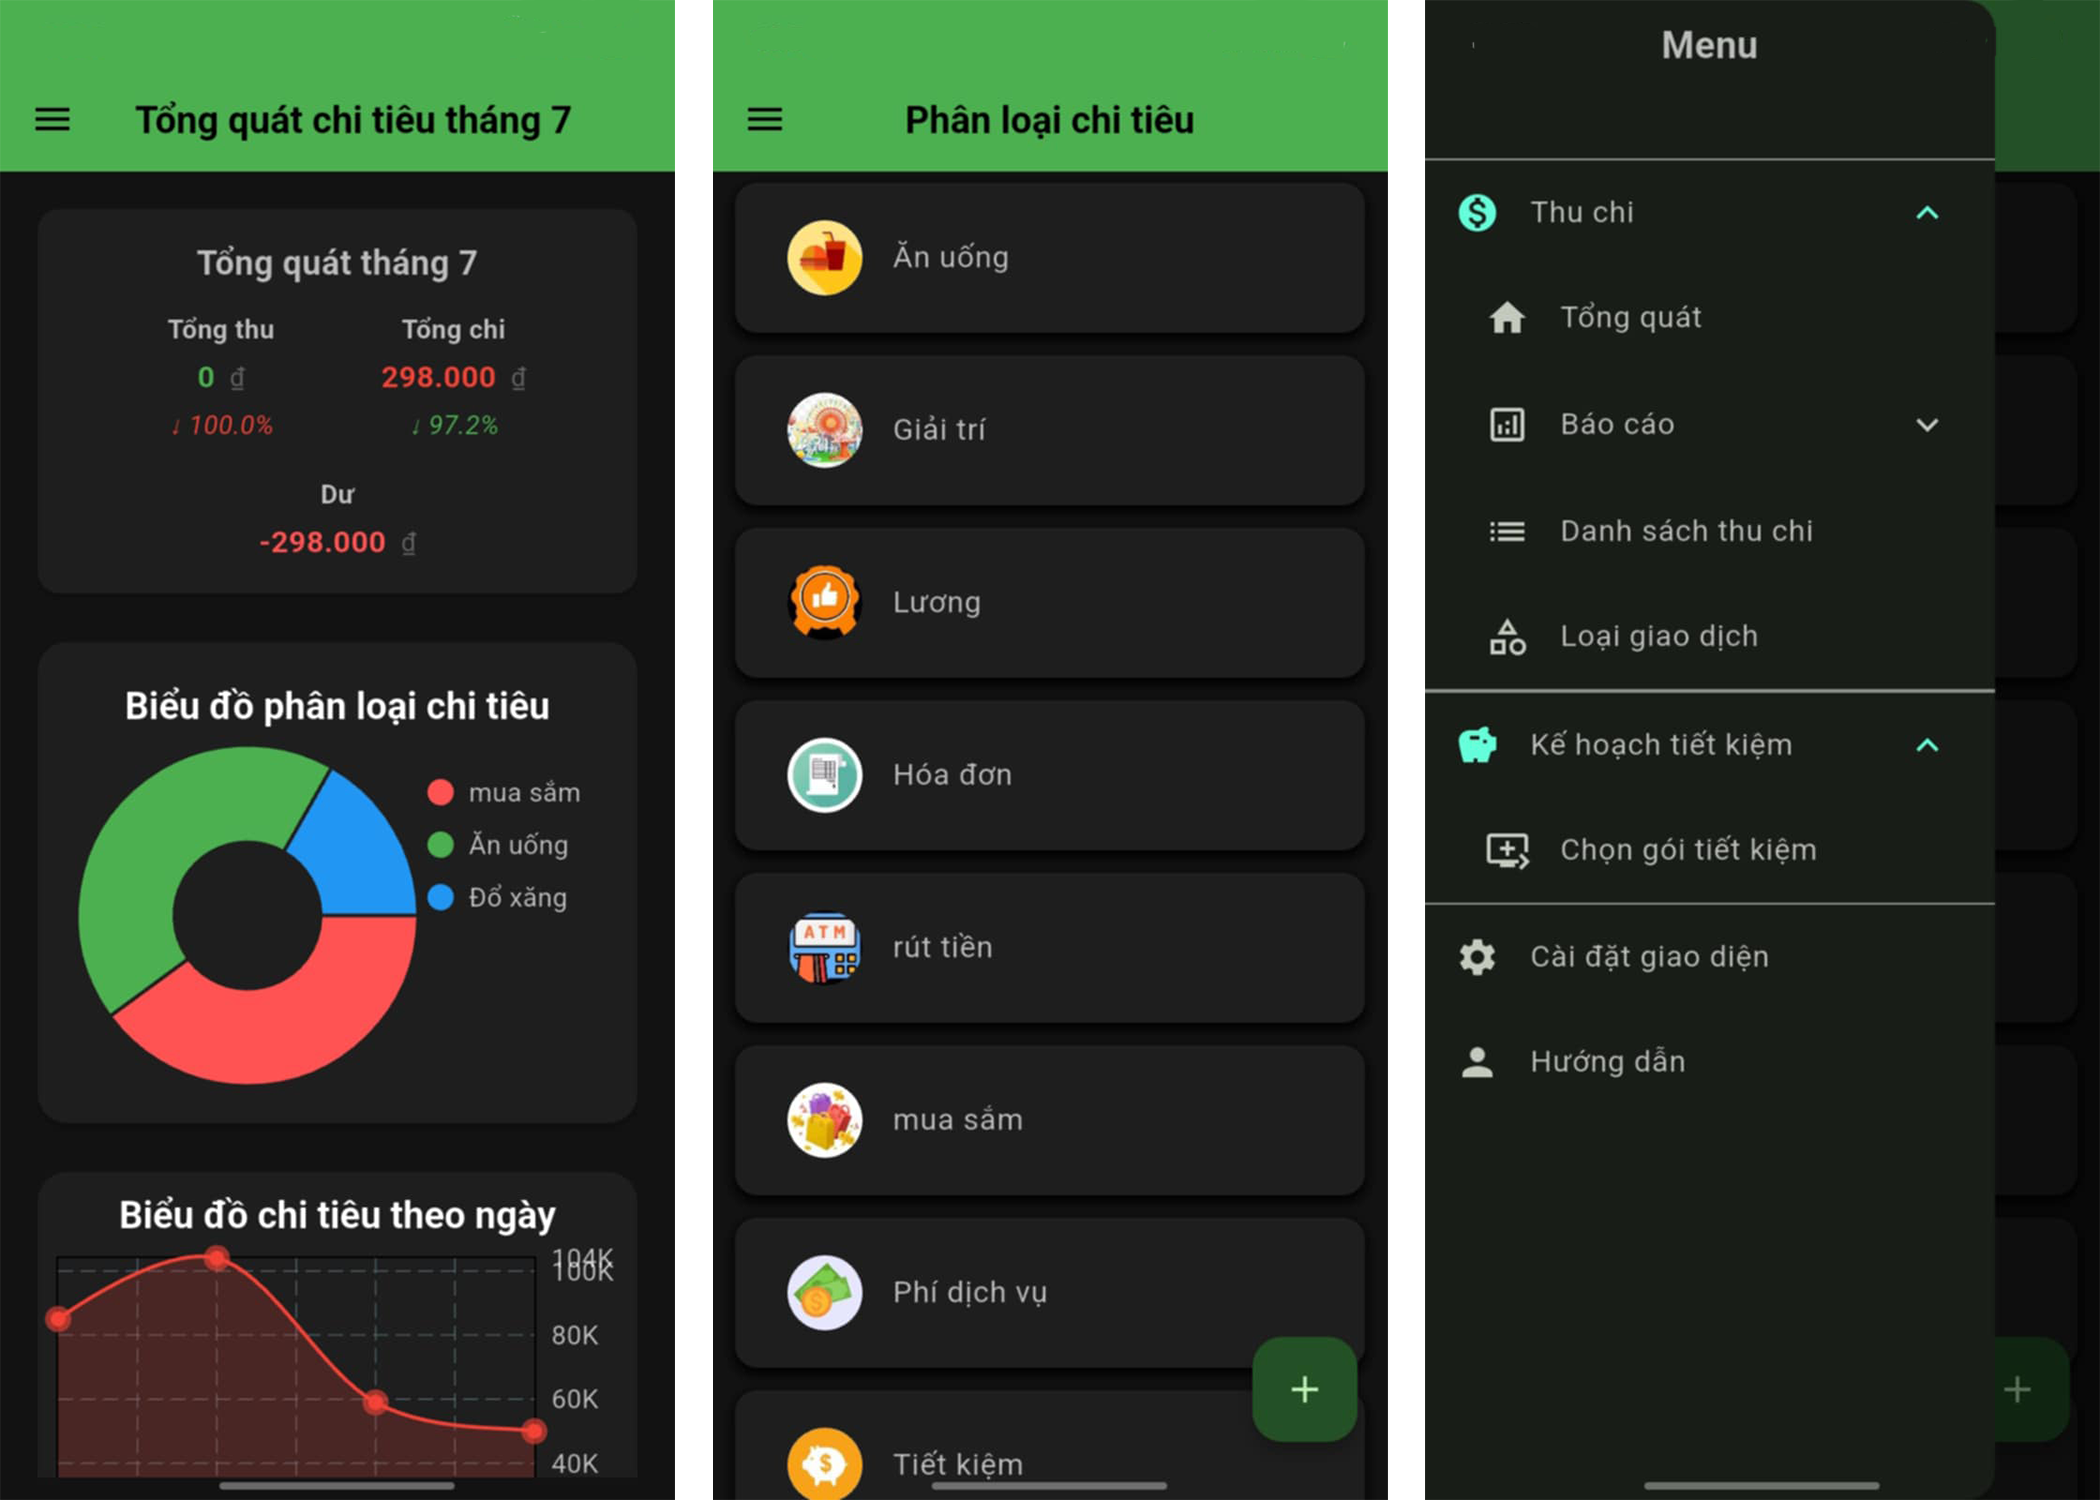 Tổng quát chi tiêu tháng 7
Tổng quát tháng 7
Tổng thu Tổng chi
0 đ 298.000 đ
↓ 100.0% ↓ 97.2%
Dư
-298.000 đ
Biểu đồ phân loại chi tiêu
mua sắm
Ăn uống
Đổ xăng
Biểu đồ chi tiêu theo ngày
104K
100K
80K
60K
40K
Phân loại chi tiêu
Ăn uống
Giải trí
Lương
Hóa đơn
ATM
rút tiền
mua sắm
Phí dịch vụ
Tiết kiệm
Menu
Thu chi
Tổng quát
Báo cáo
Danh sách thu chi
Loại giao dịch
Kế hoạch tiết kiệm
Chọn gói tiết kiệm
Cài đặt giao diện
Hướng dẫn